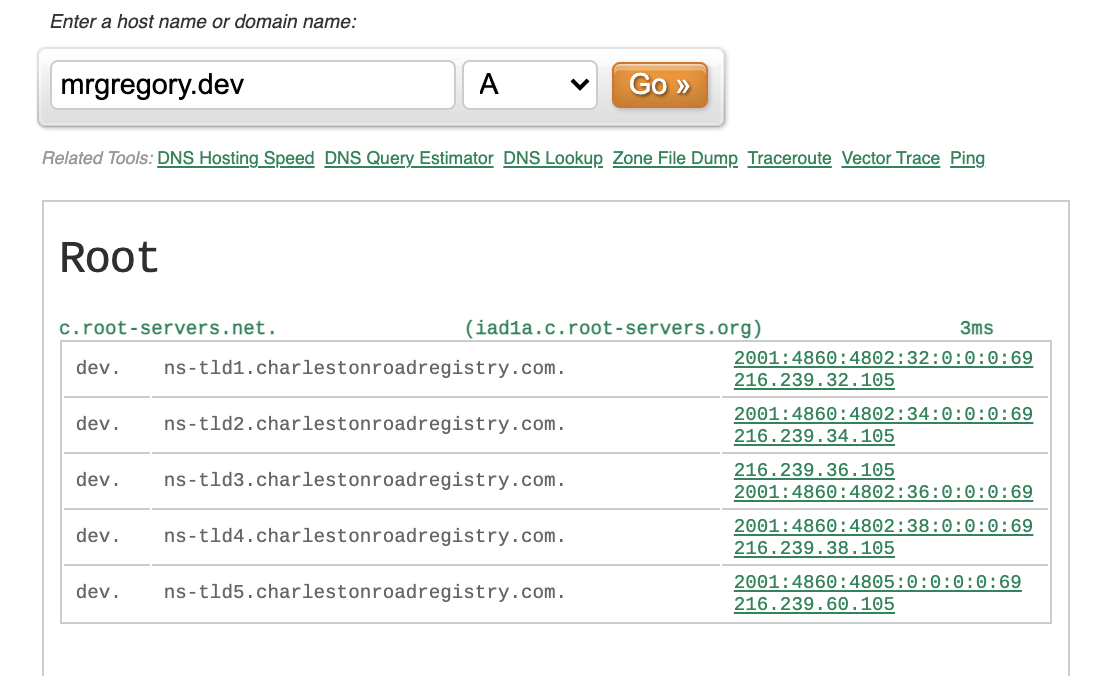 Enter a host name or domain name:
mrgregory.dev A Go »
Related Tools: DNS Hosting Speed DNS Query Estimator DNS Lookup Zone File Dump Traceroute Vector Trace Ping
Root
c.root-servers.net. (iad1a.c.root-servers.org) 3ms
dev. ns-tld1.charlestonroadregistry.com. 2001:4860:4802:32:0:0:0:69
216.239.32.105
dev. ns-tld2.charlestonroadregistry.com. 2001:4860:4802:34:0:0:0:69
216.239.34.105
dev. ns-tld3.charlestonroadregistry.com. 216.239.36.105
2001:4860:4802:36:0:0:0:69
dev. ns-tld4.charlestonroadregistry.com. 2001:4860:4802:38:0:0:0:69
216.239.38.105
dev. ns-tld5.charlestonroadregistry.com. 2001:4860:4805:0:0:0:0:69
216.239.60.105